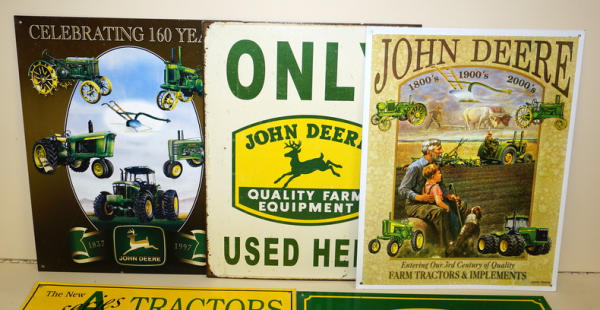 CELEBRATING 160 YEA
1837
JOHN DEERE
1997
ONLY
JOHN DEERE
QUALITY FARM
EQUIPMENT
USED HE
JOHN DEERE
1800's 1900's 2000's
Entering Our 3rd Century of Quality
FARM TRACTORS & IMPLEMENTS
The New
TRACTORS